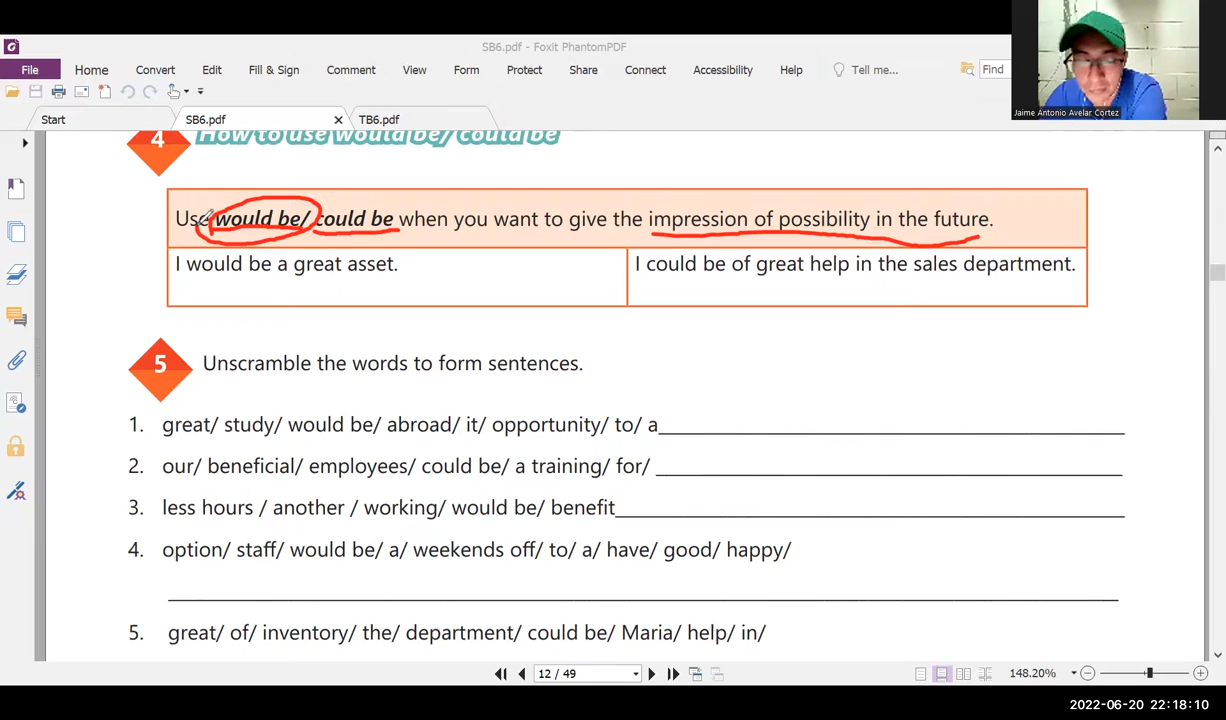 SB6.pdf - Foxit PhantomPDF
File Home Convert Edit Fill & Sign Comment View Form Protect Share Connect Accessibility Help Tell me... Find
Jaime Antonio Avelar Cortez
Start SB6.pdf TB6.pdf
4 How to use would be/ could be
Use would be/ could be when you want to give the impression of possibility in the future.
I would be a great asset. I could be of great help in the sales department.
5 Unscramble the words to form sentences.
1. great/ study/ would be/ abroad/ it/ opportunity/ to/ a
2. our/ beneficial/ employees/ could be/ a training/ for/
3. less hours / another / working/ would be/ benefit
4. option/ staff/ would be/ a/ weekends off/ to/ a/ have/ good/ happy/
5. great/ of/ inventory/ the/ department/ could be/ Maria/ help/ in/
12 / 49 148.20%
2022-06-20 22:18:10